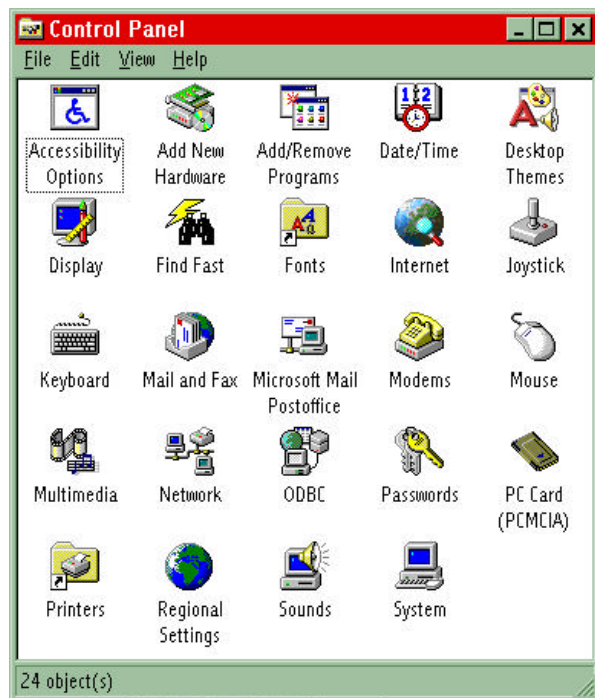 Control Panel
File Edit View Help
Accessibility Options
Add New Hardware
Add/Remove Programs
Date/Time
Desktop Themes
Display
Find Fast
Fonts
Internet
Joystick
Keyboard
Mail and Fax
Microsoft Mail Postoffice
Modems
Mouse
Multimedia
Network
ODBC
Passwords
PC Card (PCMCIA)
Printers
Regional Settings
Sounds
System
24 object(s)